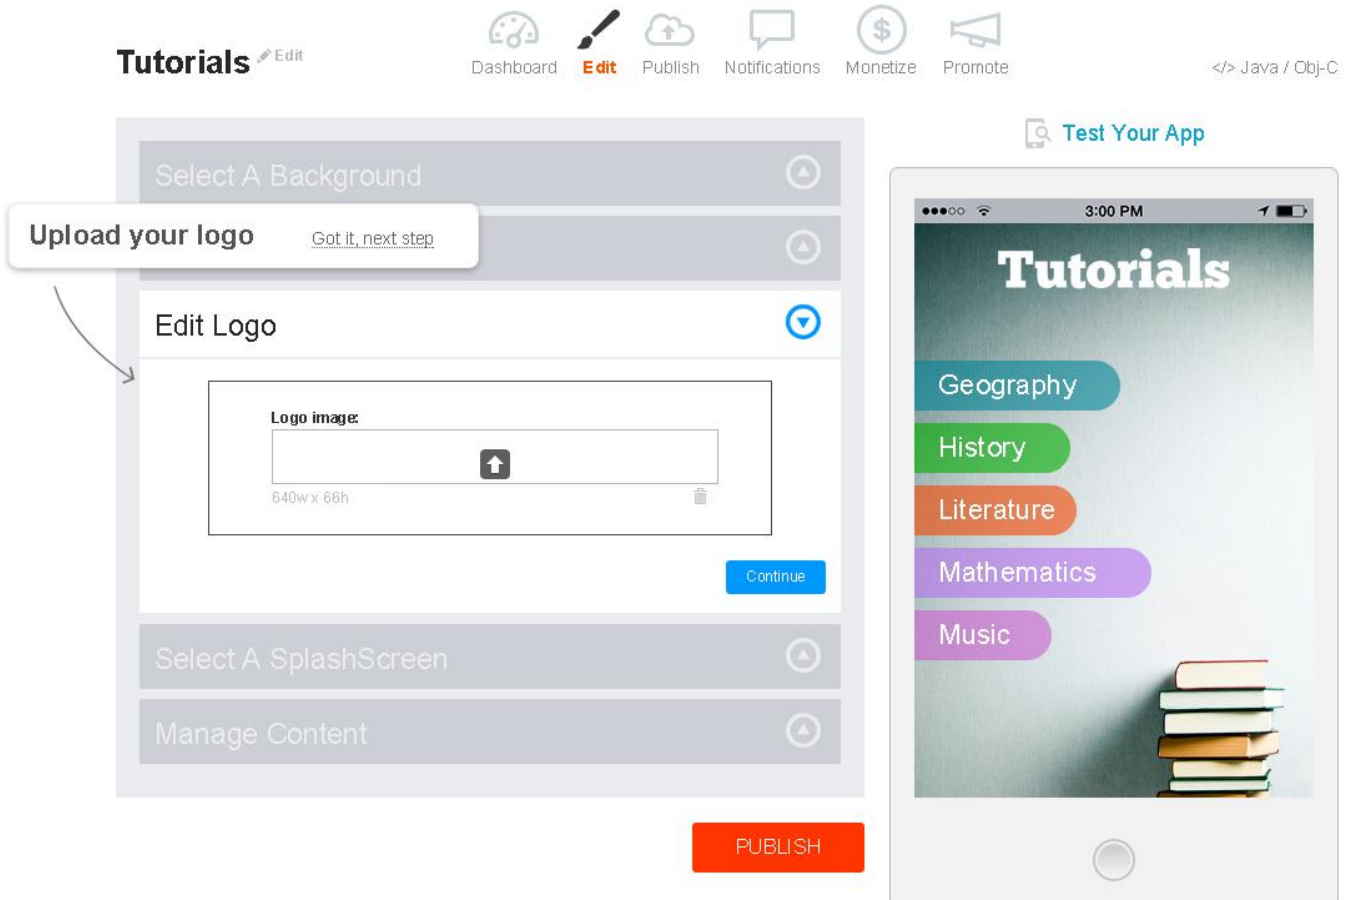 Tutorials Edit
Dashboard
Edit
Publish
Notifications
Monetize
Promote
</> Java / Obj-C
Test Your App
Select A Background
Upload your logo
Got it, next step
Edit Logo
Logo image:
640w x 66h
Continue
Select A SplashScreen
Manage Content
PUBLISH
3:00 PM
Tutorials
Geography
History
Literature
Mathematics
Music